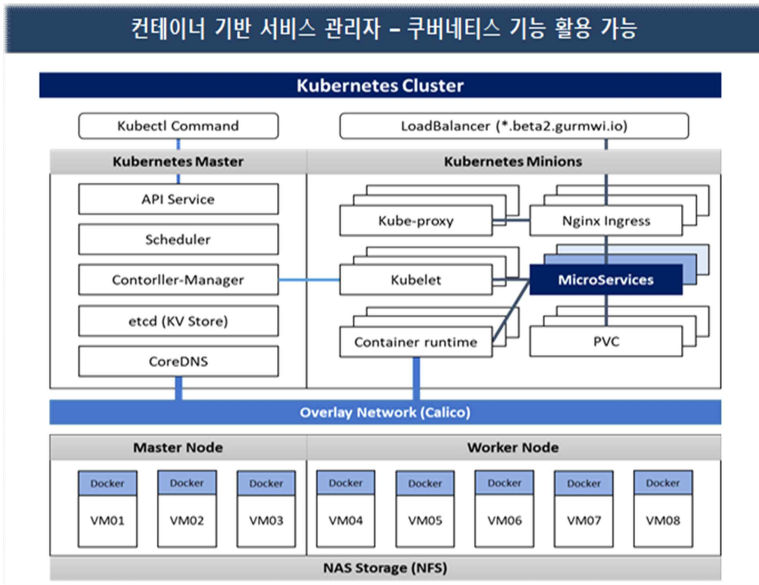 컨테이너 기반 서비스 관리자 – 쿠버네티스 기능 활용 가능
Kubernetes Cluster
Kubectl Command
LoadBalancer (*.beta2.gurmwi.io)
Kubernetes Master
Kubernetes Minions
API Service
Scheduler
Contorller-Manager
etcd (KV Store)
CoreDNS
Kube-proxy
Nginx Ingress
Kubelet
MicroServices
Container runtime
PVC
Overlay Network (Calico)
Master Node
Worker Node
Docker
VM01
Docker
VM02
Docker
VM03
Docker
VM04
Docker
VM05
Docker
VM06
Docker
VM07
Docker
VM08
NAS Storage (NFS)